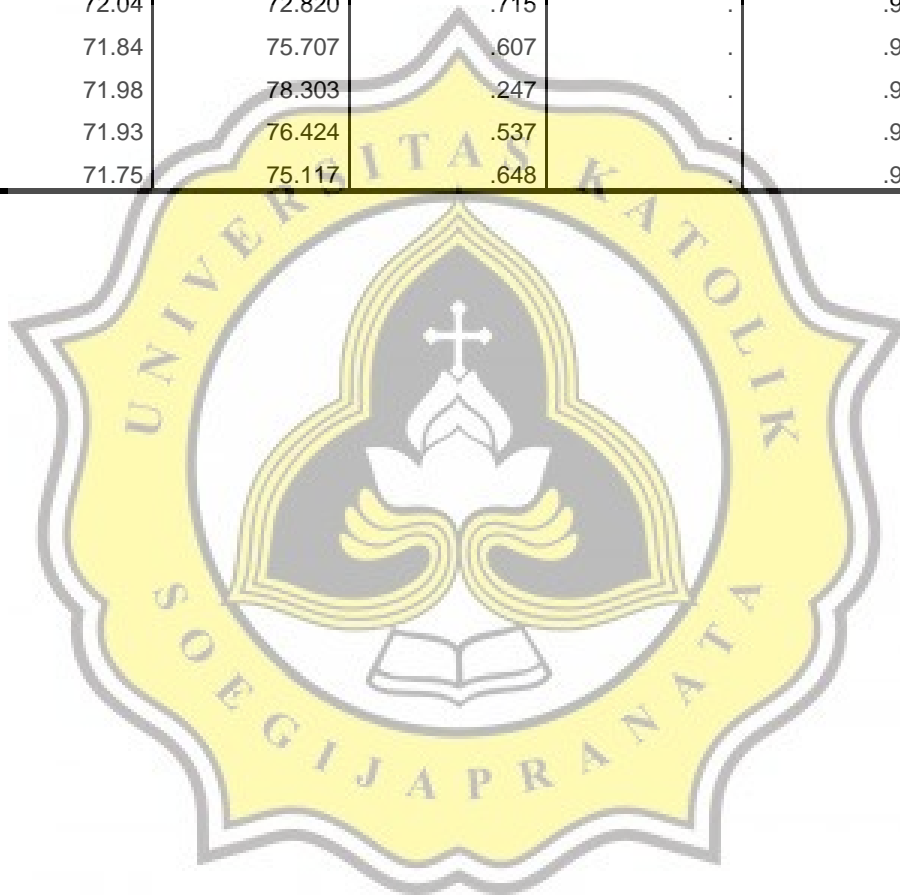 72.04 72.820 .715 . .9
71.84 75.707 .607 . .9
71.98 78.303 .247 . .9
71.93 76.424 .537 . .9
71.75 75.117 .648 . .9
UNIVERSITAS KATOLIK
SOEGIJAPRANATA